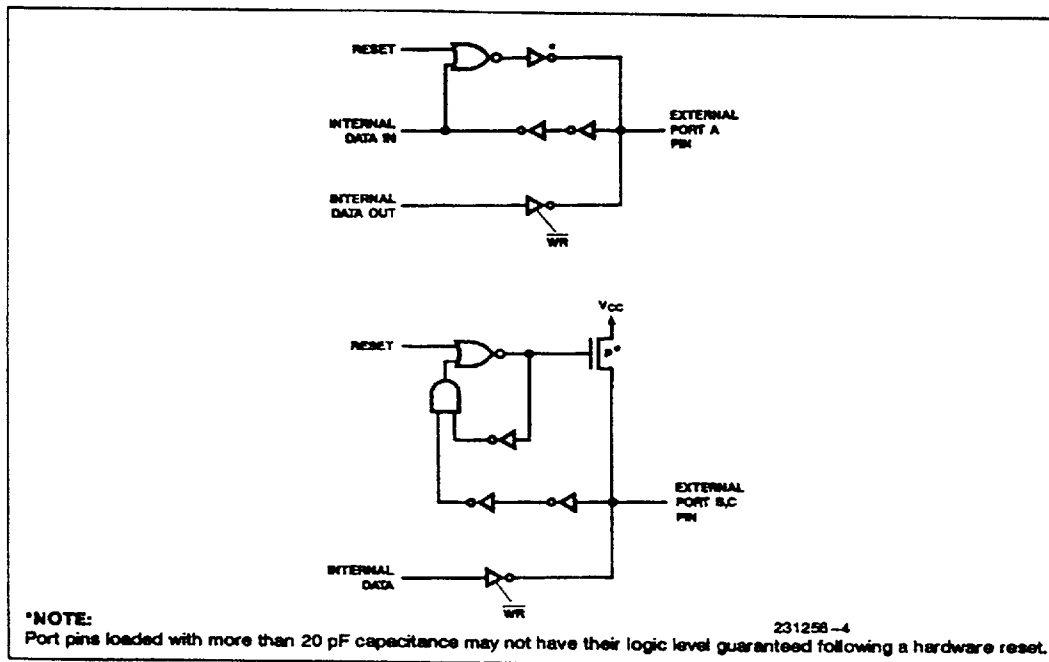 RESET
*
INTERNAL
DATA IN
EXTERNAL
PORT A
PIN
INTERNAL
DATA OUT
WR
VCC
RESET
P*
EXTERNAL
PORT B,C
PIN
INTERNAL
DATA
WR
*NOTE:
231256-4
Port pins loaded with more than 20 pF capacitance may not have their logic level guaranteed following a hardware reset.